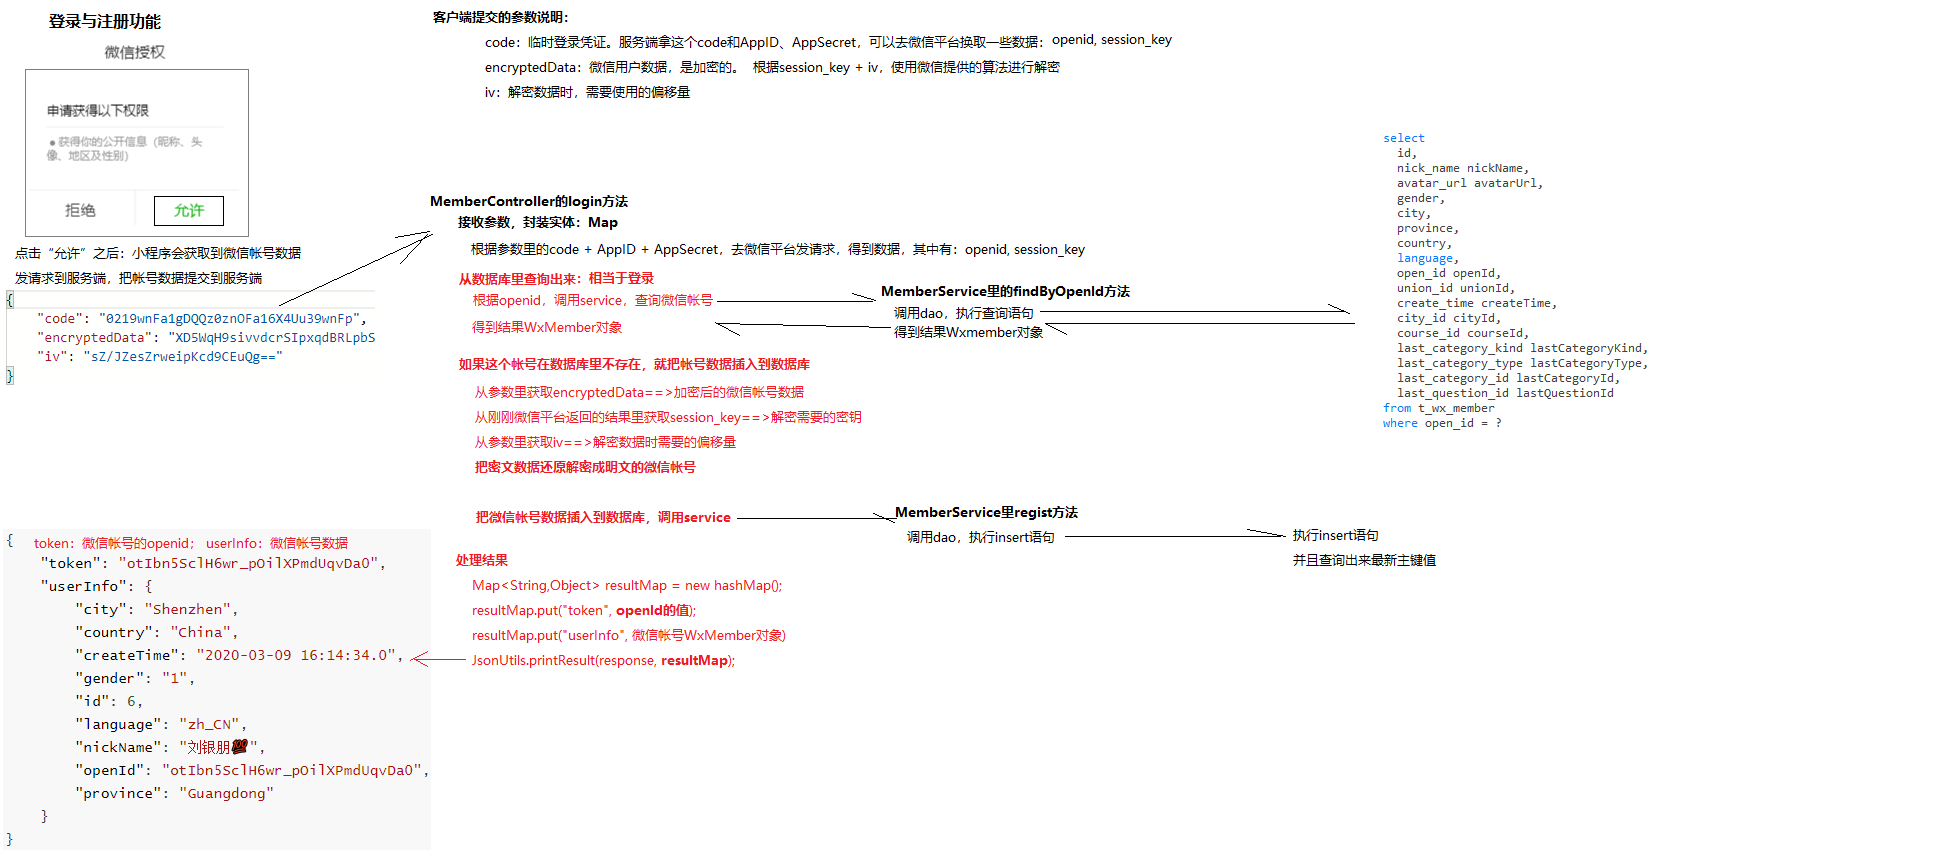 登录与注册功能
微信授权
申请获得以下权限
●获得你的公开信息（昵称、头
像、地区及性别）
拒绝
允许
点击“允许”之后：小程序会获取到微信帐号数据
发请求到服务端，把帐号数据提交到服务端
{
"code": "0219wnFa1gDQQz0znOFa16X4Uu39wnFp",
"encryptedData": "XD5WqH9sivvdcrSIpxqdBRLpbS
"iv": "sZ/JZesZrweipKcd9CEuQg=="
}
客户端提交的参数说明：
code：临时登录凭证。服务端拿这个code和AppID、AppSecret，可以去微信平台换取一些数据：openid, session_key
encryptedData：微信用户数据，是加密的。 根据session_key + iv，使用微信提供的算法进行解密
iv：解密数据时，需要使用的偏移量
MemberController的login方法
接收参数，封装实体：Map
根据参数里的code + AppID + AppSecret，去微信平台发请求，得到数据，其中有：openid, session_key
从数据库里查询出来：相当于登录
根据openid，调用service，查询微信帐号
得到结果WxMember对象
MemberService里的findByOpenId方法
调用dao，执行查询语句
得到结果Wxmember对象
select
id,
nick_name nickName,
avatar_url avatarUrl,
gender,
city,
province,
country,
language,
open_id openId,
union_id unionId,
create_time createTime,
city_id cityId,
course_id courseId,
last_category_kind lastCategoryKind,
last_category_type lastCategoryType,
last_category_id lastCategoryId,
last_question_id lastQuestionId
from t_wx_member
where open_id = ?
如果这个帐号在数据库里不存在，就把帐号数据插入到数据库
从参数里获取encryptedData==>加密后的微信帐号数据
从刚刚微信平台返回的结果里获取session_key==>解密需要的密钥
从参数里获取iv==>解密数据时需要的偏移量
把密文数据还原解密成明文的微信帐号
把微信帐号数据插入到数据库，调用service
MemberService里regist方法
调用dao，执行insert语句
执行insert语句
并且查询出来最新主键值
处理结果
Map<String,Object> resultMap = new hashMap();
resultMap.put("token", openId的值);
resultMap.put("userInfo", 微信帐号WxMember对象)
JsonUtils.printResult(response, resultMap);
{ token：微信帐号的openid； userInfo：微信帐号数据
"token": "otIbn5SclH6wr_pOilXPmdUqvDa0",
"userInfo": {
"city": "Shenzhen",
"country": "China",
"createTime": "2020-03-09 16:14:34.0",
"gender": "1",
"id": 6,
"language": "zh_CN",
"nickName": "刘银朋💯",
"openId": "otIbn5SclH6wr_pOilXPmdUqvDa0",
"province": "Guangdong"
}
}